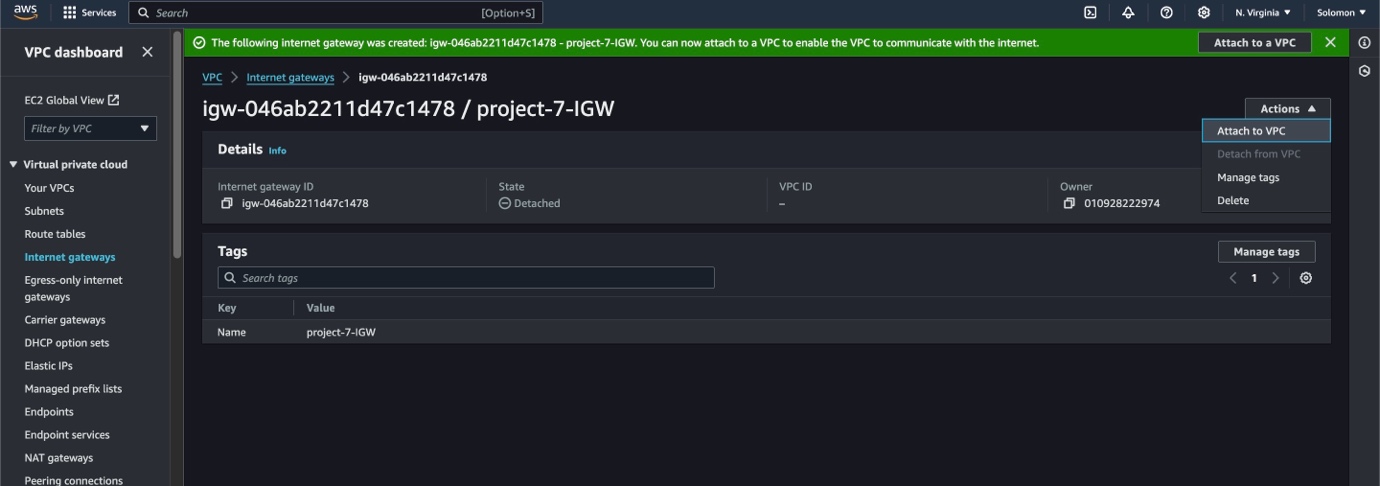 aws
Services
Search
[Option+S]
N. Virginia
Solomon
VPC dashboard
EC2 Global View
Filter by VPC
Virtual private cloud
Your VPCs
Subnets
Route tables
Internet gateways
Egress-only internet
gateways
Carrier gateways
DHCP option sets
Elastic IPs
Managed prefix lists
Endpoints
Endpoint services
NAT gateways
Peering connections
The following internet gateway was created: igw-046ab2211d47c1478 - project-7-IGW. You can now attach to a VPC to enable the VPC to communicate with the internet.
Attach to a VPC
VPC
Internet gateways
igw-046ab2211d47c1478
igw-046ab2211d47c1478 / project-7-IGW
Actions
Attach to VPC
Detach from VPC
Manage tags
Delete
Details Info
Internet gateway ID
igw-046ab2211d47c1478
State
Detached
VPC ID
–
Owner
010928222974
Tags
Manage tags
Search tags
1
Key
Value
Name
project-7-IGW